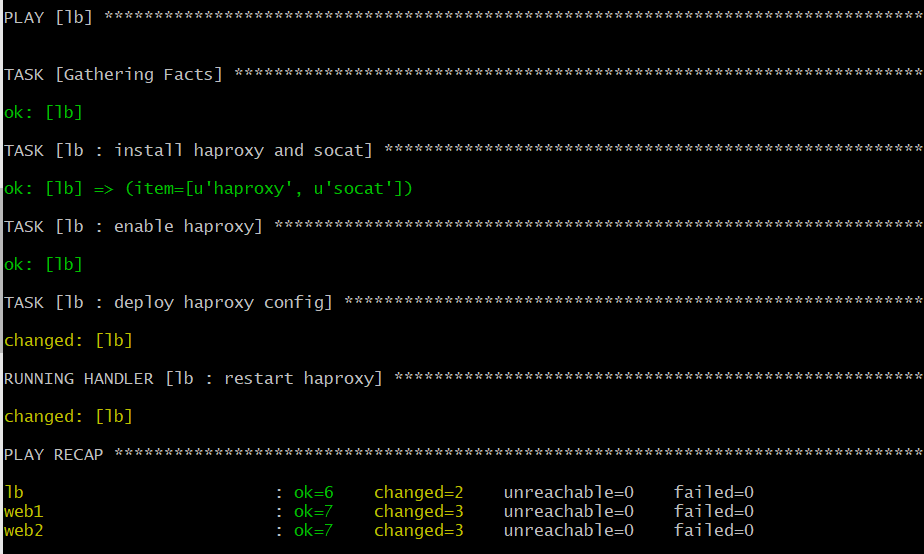 PLAY [lb] **********************************************************************************
TASK [Gathering Facts] *********************************************************************
ok: [lb]
TASK [lb : install haproxy and socat] ******************************************************
ok: [lb] => (item=[u'haproxy', u'socat'])
TASK [lb : enable haproxy] *****************************************************************
ok: [lb]
TASK [lb : deploy haproxy config] **********************************************************
changed: [lb]
RUNNING HANDLER [lb : restart haproxy] *****************************************************
changed: [lb]
PLAY RECAP *********************************************************************************
lb                         : ok=6    changed=2    unreachable=0    failed=0
web1                       : ok=7    changed=3    unreachable=0    failed=0
web2                       : ok=7    changed=3    unreachable=0    failed=0